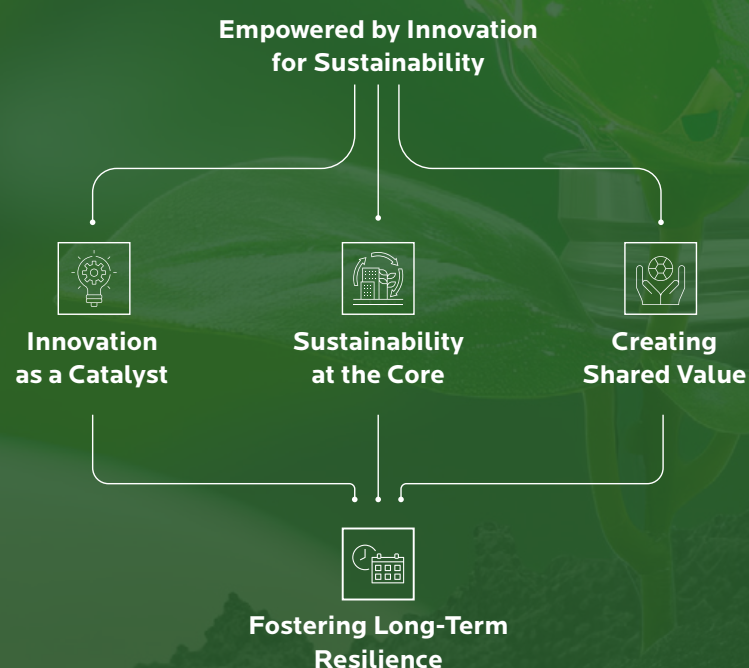 Empowered by Innovation
for Sustainability
Innovation
as a Catalyst
Sustainability
at the Core
Creating
Shared Value
Fostering Long-Term
Resilience